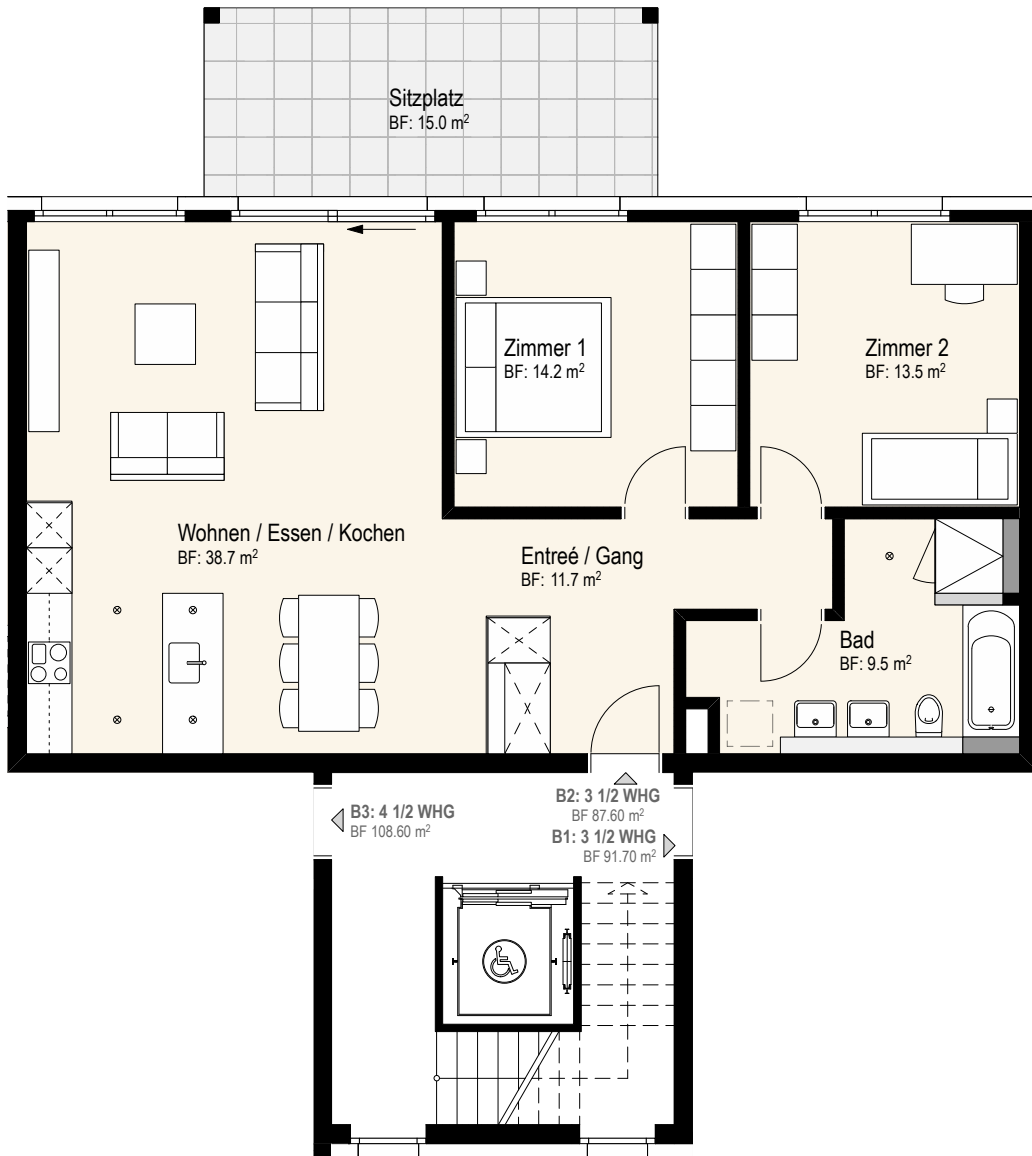 Sitzplatz
BF: 15.0 m²
Zimmer 1
BF: 14.2 m²
Zimmer 2
BF: 13.5 m²
Wohnen / Essen / Kochen
BF: 38.7 m²
Entreé / Gang
BF: 11.7 m²
Bad
BF: 9.5 m²
B3: 4 1/2 WHG
BF 108.60 m²
B2: 3 1/2 WHG
BF 87.60 m²
B1: 3 1/2 WHG
BF 91.70 m²